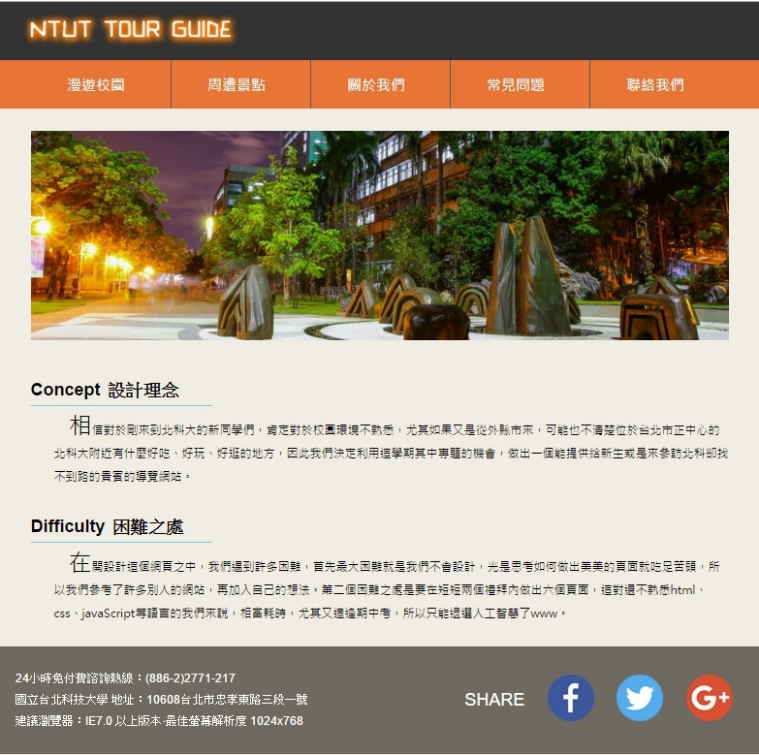 NTUT TOUR GUIDE
漫遊校園 周遭景點 關於我們 常見問題 聯絡我們
Concept 設計理念
相信對於剛來到北科大的新同學們，肯定對於校園環境不熟悉，尤其如果又是從外縣市來，可能也不清楚位於台北市正中心的
北科大附近有什麼好吃、好玩、好逛的地方，因此我們決定利用這學期其中專題的機會，做出一個能提供給新生或是來參訪北科卻找
不到路的貴賓的導覽網站。
Difficulty 困難之處
在開設計這個網頁之中，我們遇到許多困難，首先最大困難就是我們不會設計，光是思考如何做出美美的頁面就吃足苦頭，所
以我們參考了許多別人的網站，再加入自己的想法。第二個困難之處是要在短短兩個禮拜內做出六個頁面，這對還不熟悉html、
css、javaScript等語言的我們來說，相當耗時，尤其又適逢期中考，所以只能退選人工智慧了www。
24小時免付費諮詢熱線：(886-2)2771-217
國立台北科技大學 地址：10608台北市忠孝東路三段一號
建議瀏覽器：IE7.0 以上版本-最佳螢幕解析度 1024x768
SHARE